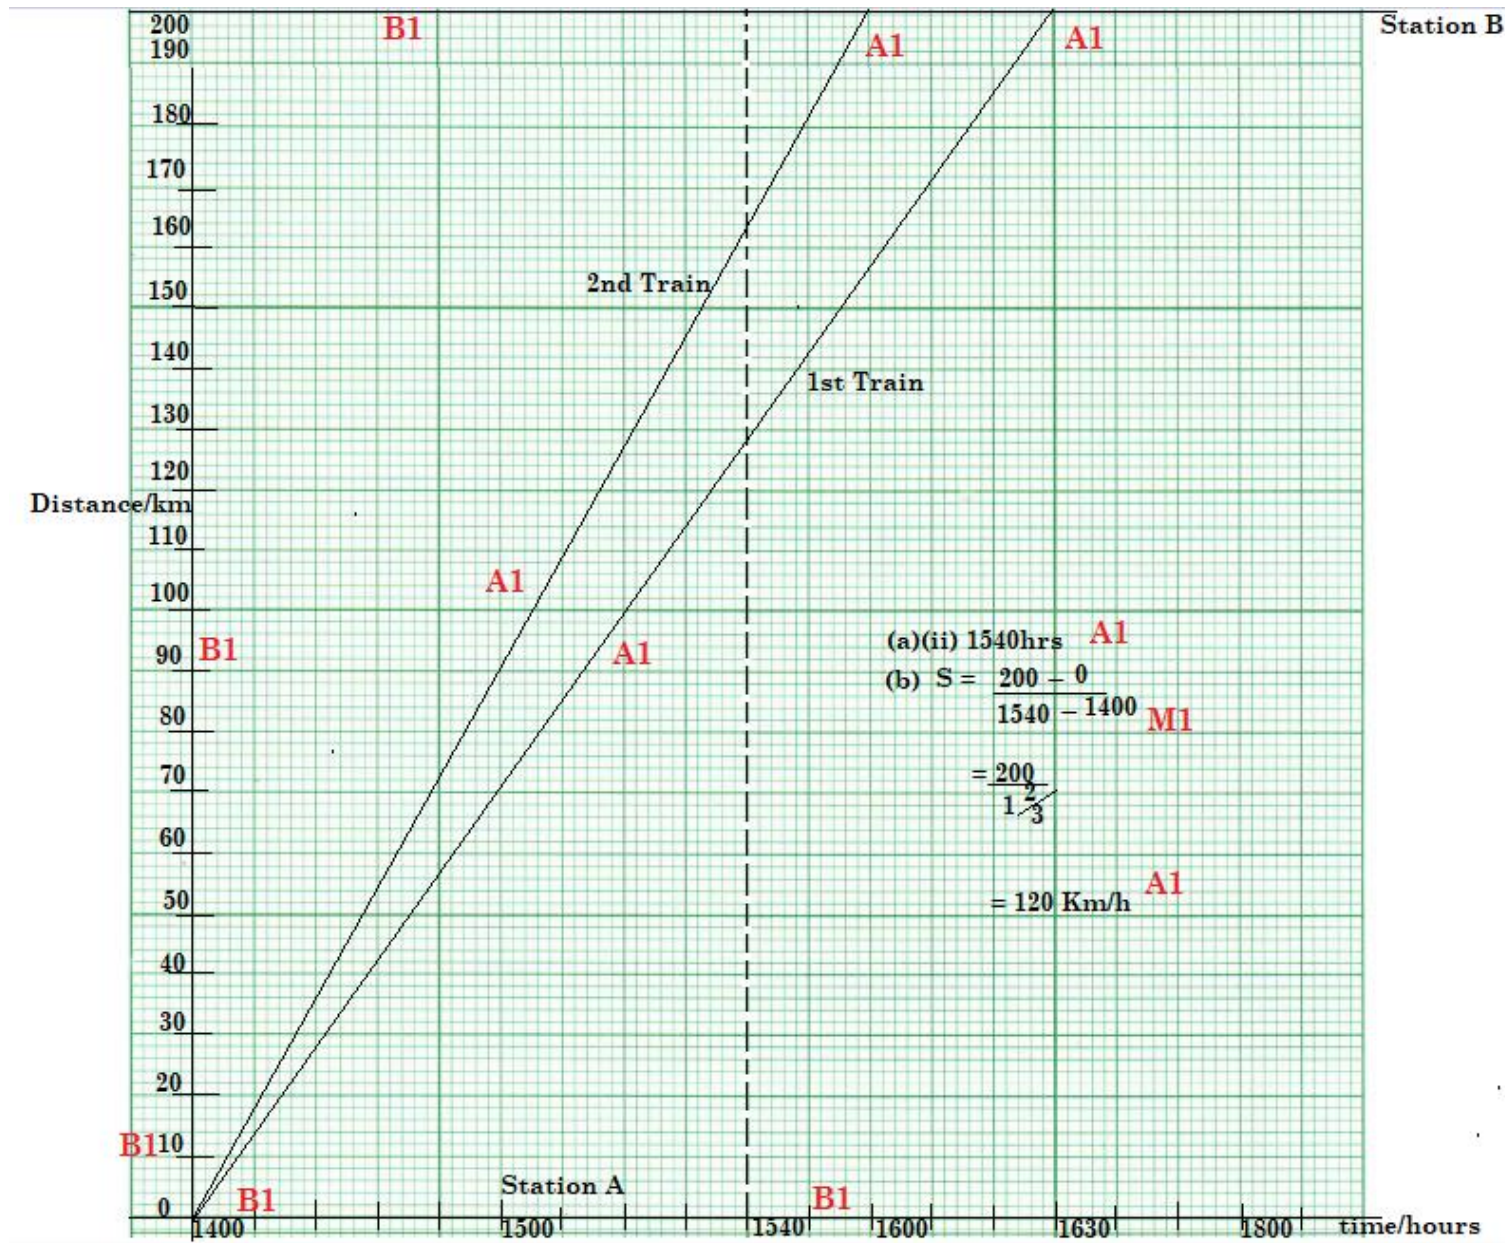 200 B1 Station B
190 A1 A1
180
170
160
150 2nd Train
140
1st Train
130
120
Distance/km
110
100 A1
90 B1 A1 (a)(ii) 1540hrs A1
(b) S = 200 – 0
80 1540 – 1400 M1
70 = 200
1 2/3
60
50 = 120 Km/h A1
40
30
20
B1 10
Station A
0 B1 B1
1400 1500 1540 1600 1630 1800 time/hours